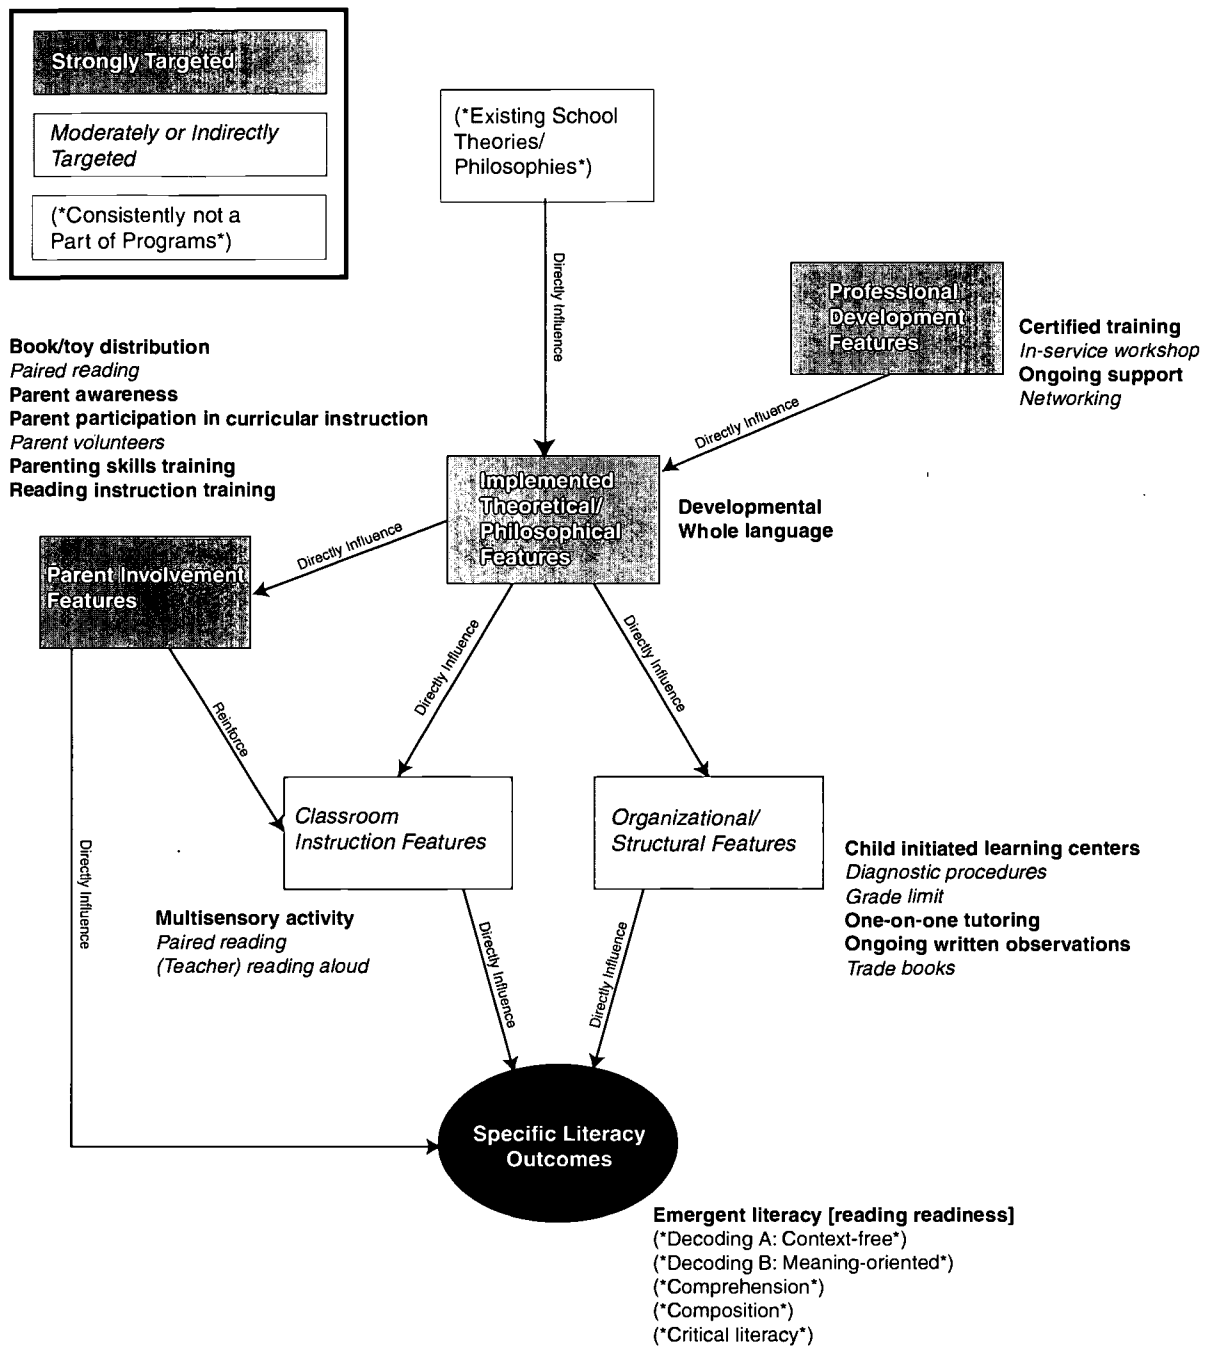 Strongly Targeted
Moderately or Indirectly
Targeted
(*Consistently not a
Part of Programs*)
(*Existing School
Theories/
Philosophies*)
Directly Influence
Professional
Development
Features
Certified training
In-service workshop
Ongoing support
Networking
Directly Influence
Book/toy distribution
Paired reading
Parent awareness
Parent participation in curricular instruction
Parent volunteers
Parenting skills training
Reading instruction training
Implemented
Theoretical/
Philosophical
Features
Developmental
Whole language
Directly Influence
Parent Involvement
Features
Directly Influence
Directly Influence
Reinforce
Directly Influence
Classroom
Instruction Features
Organizational/
Structural Features
Multisensory activity
Paired reading
(Teacher) reading aloud
Child initiated learning centers
Diagnostic procedures
Grade limit
One-on-one tutoring
Ongoing written observations
Trade books
Directly Influence
Directly Influence
Specific Literacy
Outcomes
Emergent literacy [reading readiness]
(*Decoding A: Context-free*)
(*Decoding B: Meaning-oriented*)
(*Comprehension*)
(*Composition*)
(*Critical literacy*)